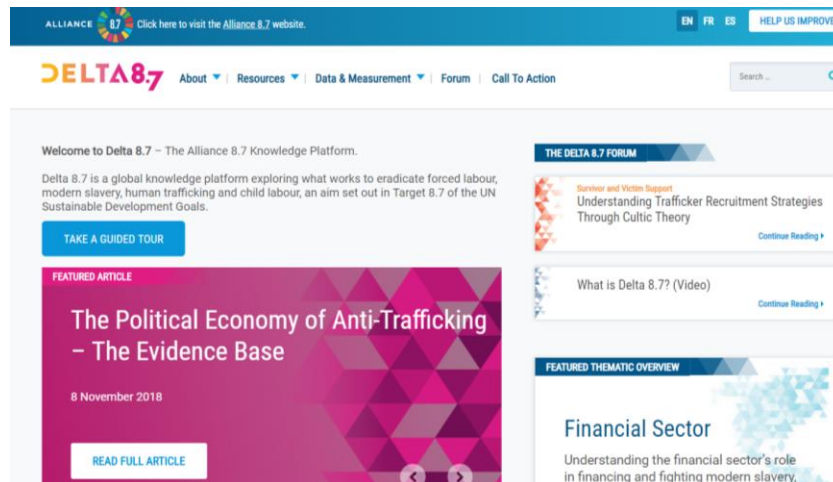 ALLIANCE 8.7 Click here to visit the Alliance 8.7 website.
EN FR ES HELP US IMPROVE
DELTA8.7 About Resources Data & Measurement Forum Call To Action
Search ...
Welcome to Delta 8.7 – The Alliance 8.7 Knowledge Platform.
Delta 8.7 is a global knowledge platform exploring what works to eradicate forced labour,
modern slavery, human trafficking and child labour, an aim set out in Target 8.7 of the UN
Sustainable Development Goals.
TAKE A GUIDED TOUR
FEATURED ARTICLE
The Political Economy of Anti-Trafficking
– The Evidence Base
8 November 2018
READ FULL ARTICLE
THE DELTA 8.7 FORUM
Survivor and Victim Support
Understanding Trafficker Recruitment Strategies
Through Cultic Theory
Continue Reading
What is Delta 8.7? (Video)
Continue Reading
FEATURED THEMATIC OVERVIEW
Financial Sector
Understanding the financial sector's role
in financing and fighting modern slavery,